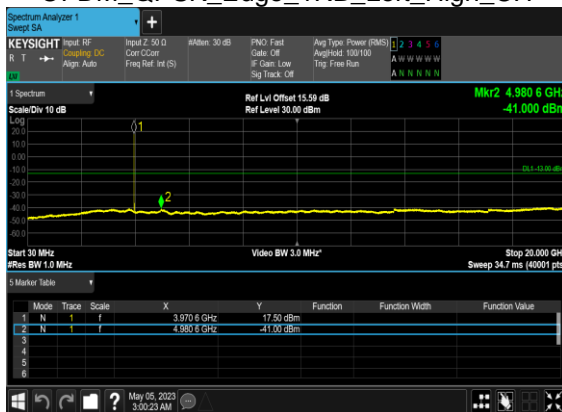 Spectrum Analyzer 1
Swept SA
+
KEYSIGHT Input: RF Input Z: 50 Ω #Atten: 30 dB PNO: Fast Avg Type: Power (RMS) 1 2 3 4 5 6
R T Coupling: DC Corr CCorr Gate: Off Avg|Hold: 100/100 A W W W W W
Align: Auto Freq Ref: Int (S) IF Gain: Low Trig: Free Run
Sig Track: Off A N N N N N
LU
1 Spectrum Ref Lvl Offset 15.59 dB Mkr2 4.980 6 GHz
Scale/Div 10 dB Ref Level 30.00 dBm -41.000 dBm
Log
20.0
10.0
0.00
-10.0
-20.0
-30.0
-40.0
-50.0
-60.0
1
2
DL1 -13.00 dBm
Start 30 MHz Video BW 3.0 MHz* Stop 20.000 GHz
#Res BW 1.0 MHz Sweep 34.7 ms (40001 pts)
5 Marker Table
Mode Trace Scale X Y Function Function Width Function Value
1 N 1 f 3.970 6 GHz 17.50 dBm
2 N 1 f 4.980 6 GHz -41.00 dBm
3
4
5
6
? May 05, 2023
3:00:23 AM